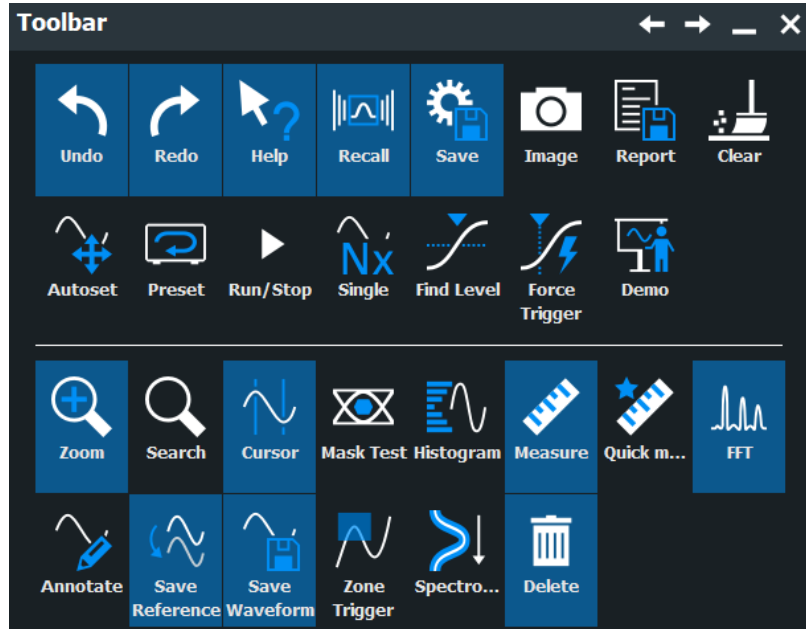 Toolbar
Undo Redo Help Recall Save Image Report Clear
Autoset Preset Run/Stop Nx Single Find Level Force Trigger Demo
Zoom Search Cursor Mask Test Histogram Measure Quick m... FFT
Annotate Save Reference Save Waveform Zone Trigger Spectro... Delete